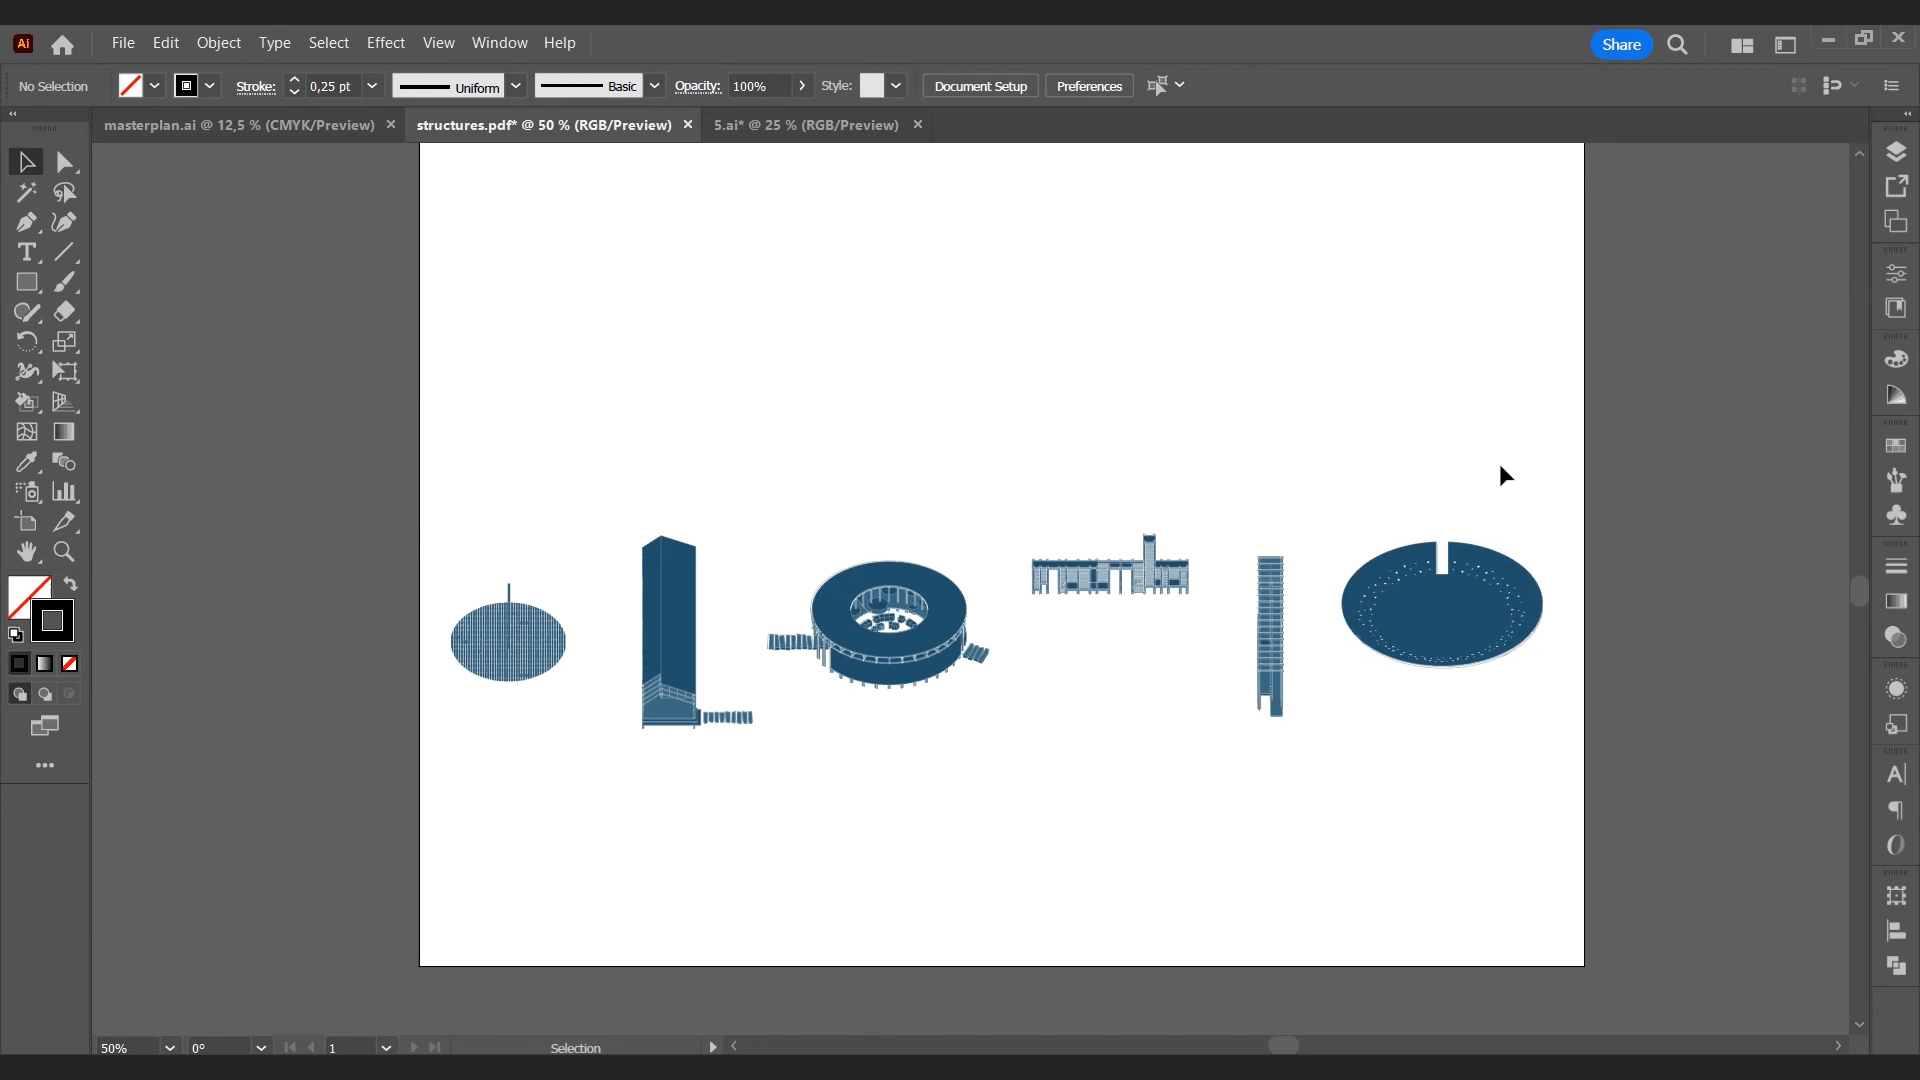 Ai File Edit Object Type Select Effect View Window Help Share
No Selection Stroke: 0,25 pt Uniform Basic Opacity: 100% Style: Document Setup Preferences
masterplan.ai @ 12,5 % (CMYK/Preview) structures.pdf* @ 50 % (RGB/Preview) 5.ai* @ 25 % (RGB/Preview)
50% 0° 1 Selection